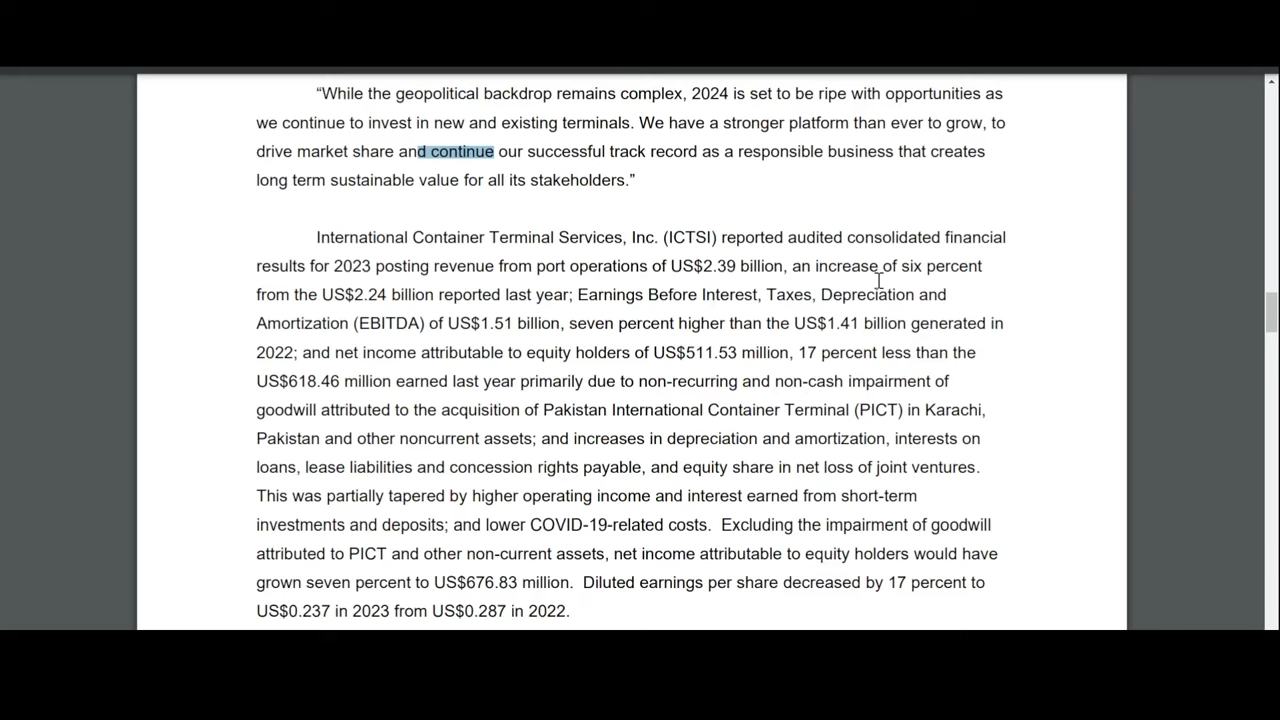 “While the geopolitical backdrop remains complex, 2024 is set to be ripe with opportunities as
we continue to invest in new and existing terminals. We have a stronger platform than ever to grow, to
drive market share and continue our successful track record as a responsible business that creates
long term sustainable value for all its stakeholders.”
International Container Terminal Services, Inc. (ICTSI) reported audited consolidated financial
results for 2023 posting revenue from port operations of US$2.39 billion, an increase of six percent
from the US$2.24 billion reported last year; Earnings Before Interest, Taxes, Depreciation and
Amortization (EBITDA) of US$1.51 billion, seven percent higher than the US$1.41 billion generated in
2022; and net income attributable to equity holders of US$511.53 million, 17 percent less than the
US$618.46 million earned last year primarily due to non-recurring and non-cash impairment of
goodwill attributed to the acquisition of Pakistan International Container Terminal (PICT) in Karachi,
Pakistan and other noncurrent assets; and increases in depreciation and amortization, interests on
loans, lease liabilities and concession rights payable, and equity share in net loss of joint ventures.
This was partially tapered by higher operating income and interest earned from short-term
investments and deposits; and lower COVID-19-related costs.  Excluding the impairment of goodwill
attributed to PICT and other non-current assets, net income attributable to equity holders would have
grown seven percent to US$676.83 million.  Diluted earnings per share decreased by 17 percent to
US$0.237 in 2023 from US$0.287 in 2022.